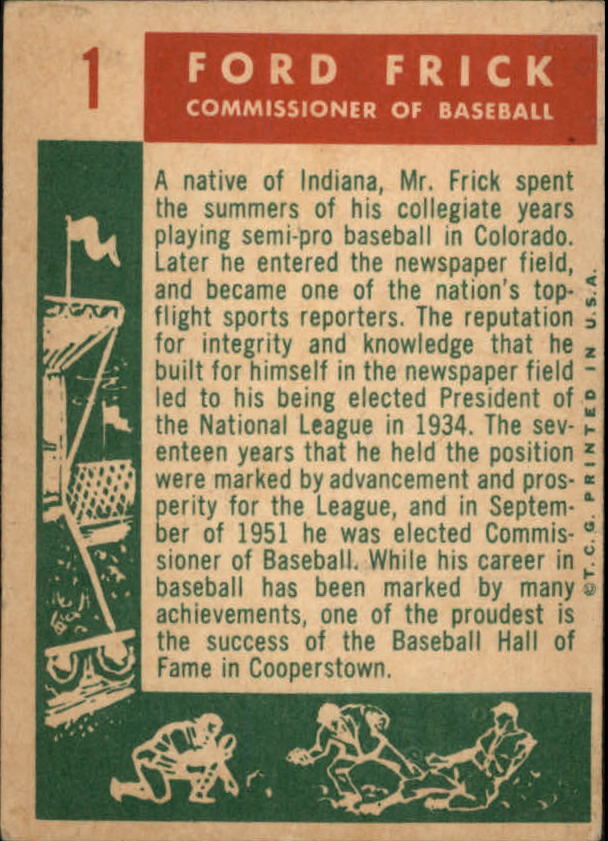 1
FORD FRICK
COMMISSIONER OF BASEBALL
A native of Indiana, Mr. Frick spent
the summers of his collegiate years
playing semi-pro baseball in Colorado.
Later he entered the newspaper field,
and became one of the nation's top-
flight sports reporters. The reputation
for integrity and knowledge that he
built for himself in the newspaper field
led to his being elected President of
the National League in 1934. The sev-
enteen years that he held the position
were marked by advancement and pros-
perity for the League, and in Septem-
ber of 1951 he was elected Commis-
sioner of Baseball. While his career in
baseball has been marked by many
achievements, one of the proudest is
the success of the Baseball Hall of
Fame in Cooperstown.
©T.C.G. PRINTED IN U.S.A.